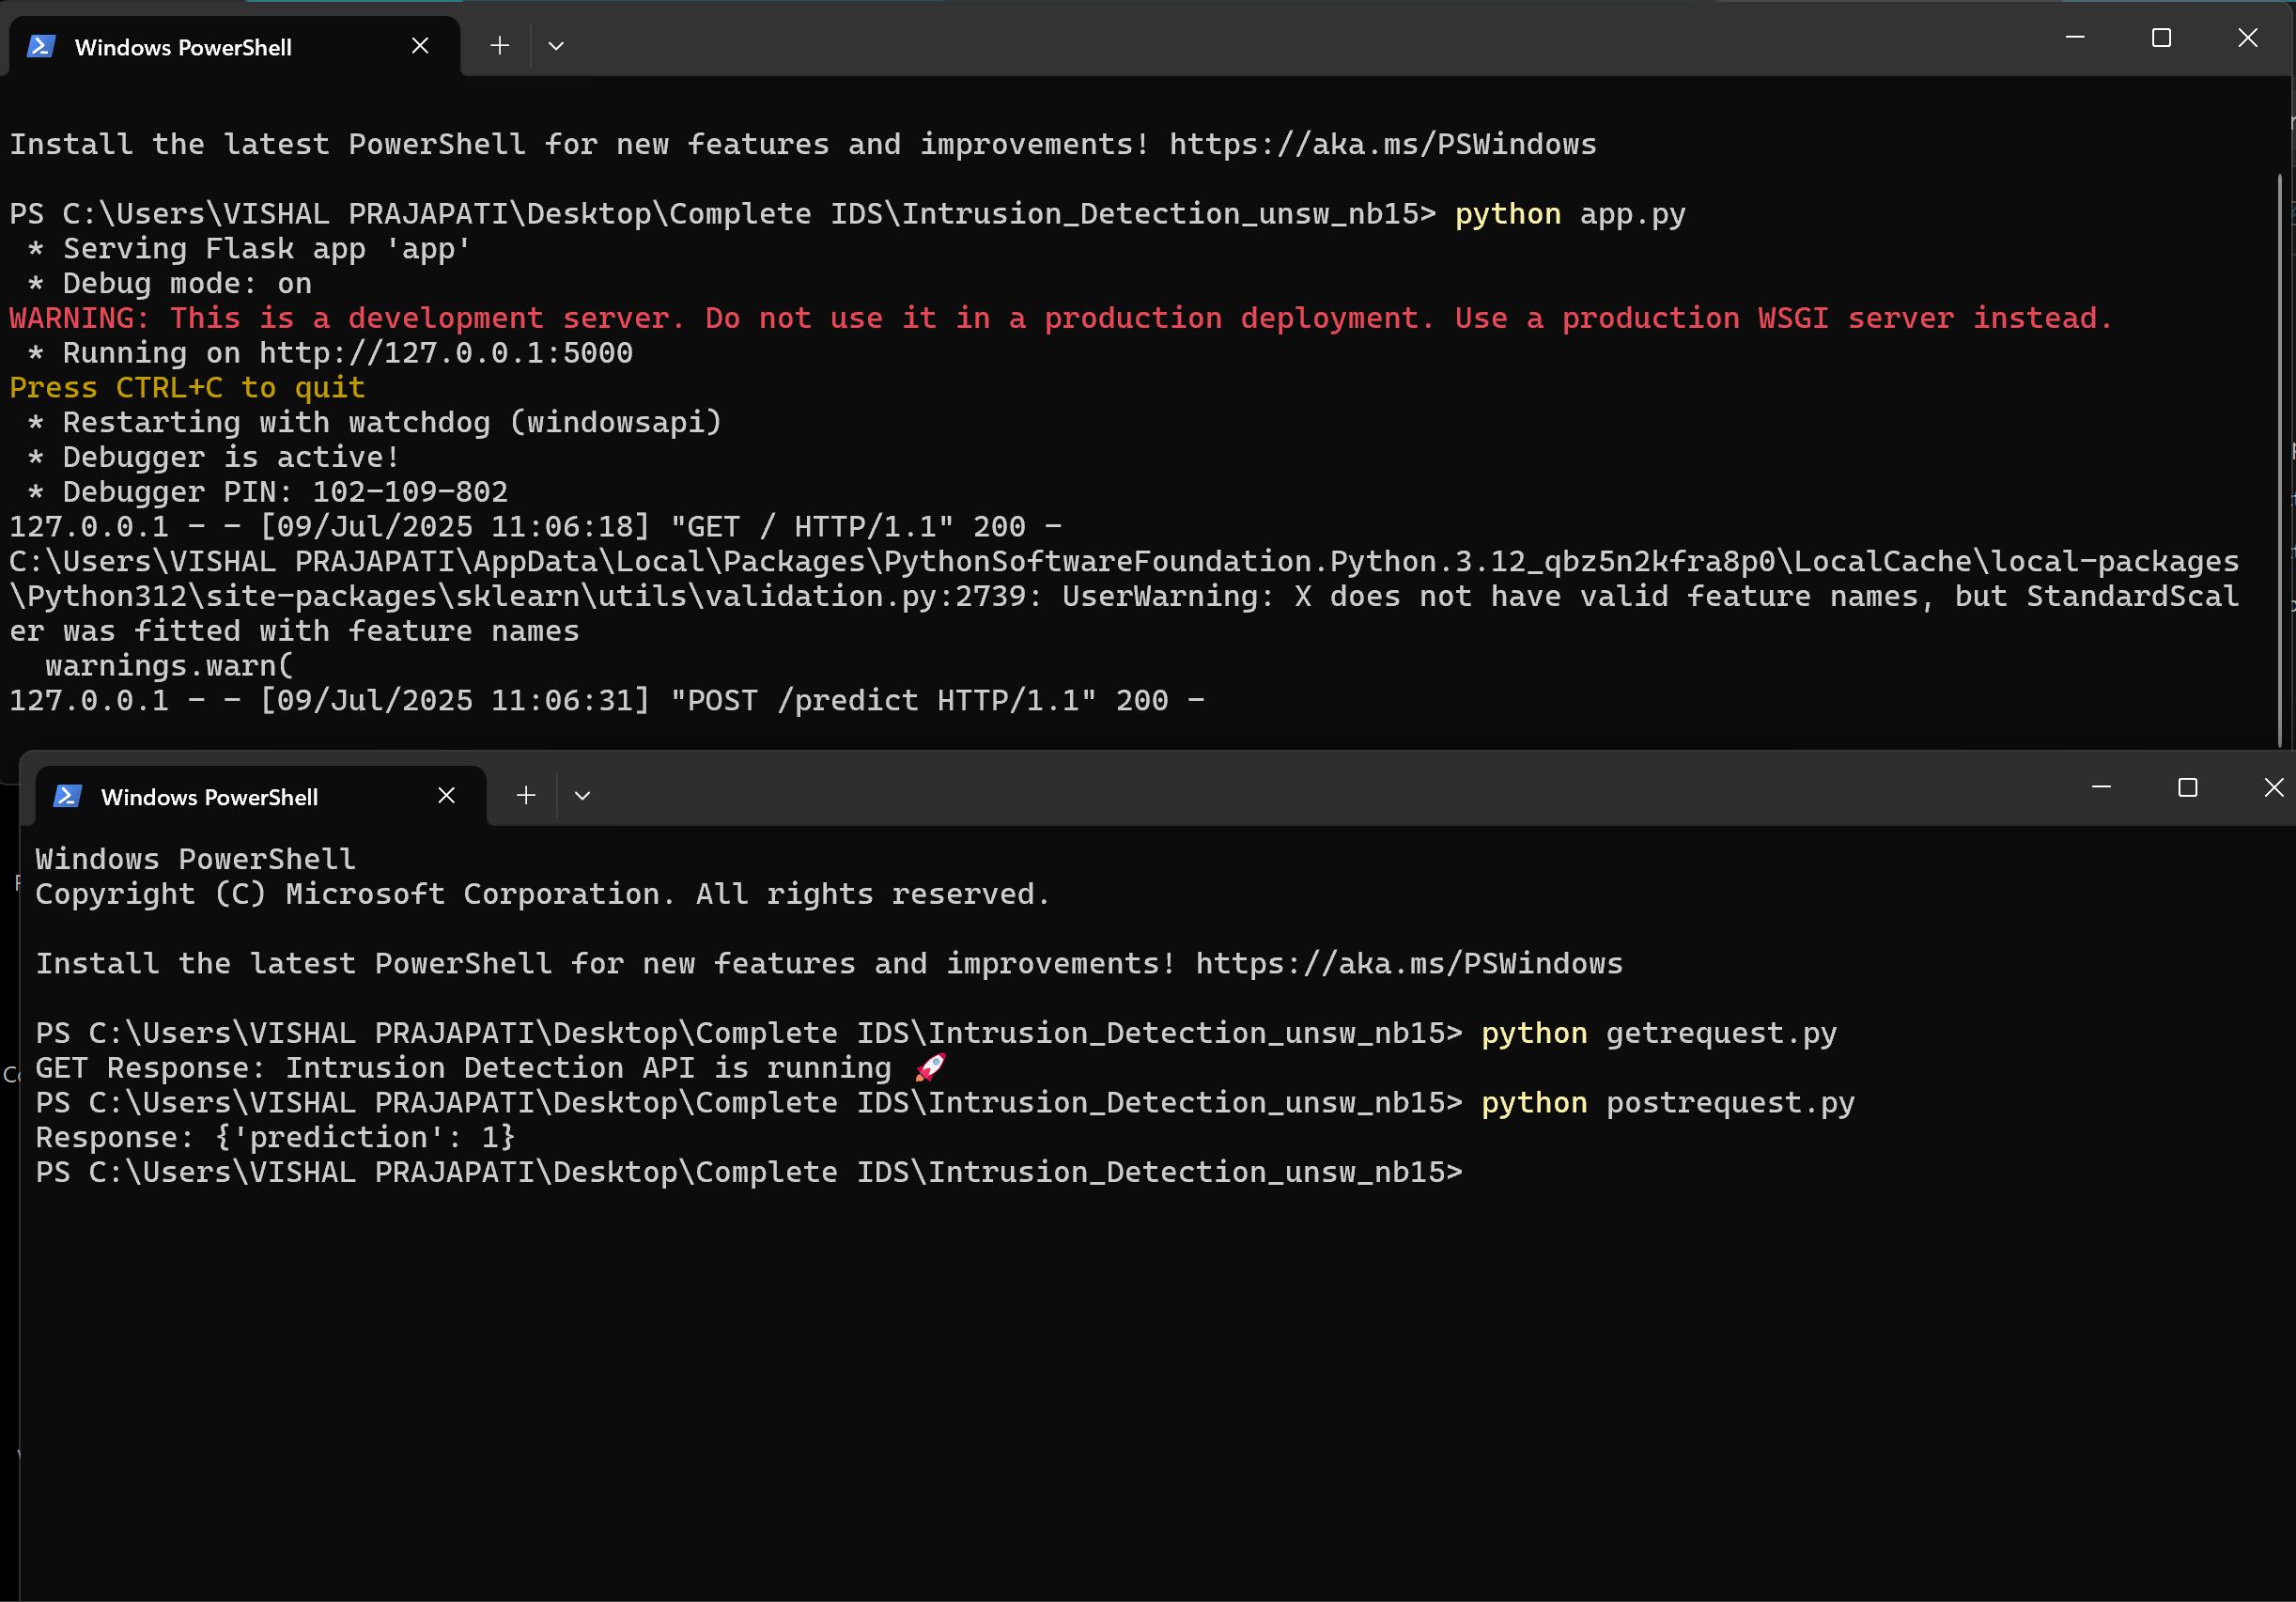 Windows PowerShell
Install the latest PowerShell for new features and improvements! https://aka.ms/PSWindows
PS C:\Users\VISHAL PRAJAPATI\Desktop\Complete IDS\Intrusion_Detection_unsw_nb15> python app.py
 * Serving Flask app 'app'
 * Debug mode: on
WARNING: This is a development server. Do not use it in a production deployment. Use a production WSGI server instead.
 * Running on http://127.0.0.1:5000
Press CTRL+C to quit
 * Restarting with watchdog (windowsapi)
 * Debugger is active!
 * Debugger PIN: 102-109-802
127.0.0.1 - - [09/Jul/2025 11:06:18] "GET / HTTP/1.1" 200 -
C:\Users\VISHAL PRAJAPATI\AppData\Local\Packages\PythonSoftwareFoundation.Python.3.12_qbz5n2kfra8p0\LocalCache\local-packages
\Python312\site-packages\sklearn\utils\validation.py:2739: UserWarning: X does not have valid feature names, but StandardScal
er was fitted with feature names
  warnings.warn(
127.0.0.1 - - [09/Jul/2025 11:06:31] "POST /predict HTTP/1.1" 200 -
Windows PowerShell
Windows PowerShell
Copyright (C) Microsoft Corporation. All rights reserved.
Install the latest PowerShell for new features and improvements! https://aka.ms/PSWindows
PS C:\Users\VISHAL PRAJAPATI\Desktop\Complete IDS\Intrusion_Detection_unsw_nb15> python getrequest.py
GET Response: Intrusion Detection API is running 🚀
PS C:\Users\VISHAL PRAJAPATI\Desktop\Complete IDS\Intrusion_Detection_unsw_nb15> python postrequest.py
Response: {'prediction': 1}
PS C:\Users\VISHAL PRAJAPATI\Desktop\Complete IDS\Intrusion_Detection_unsw_nb15>